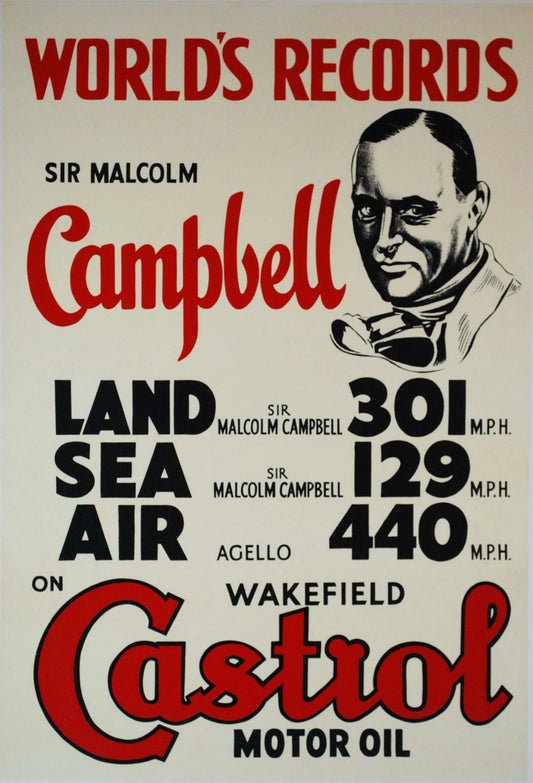 WORLD'S RECORDS
SIR MALCOLM
Campbell
LAND SIR MALCOLM CAMPBELL 301 M.P.H.
SEA SIR MALCOLM CAMPBELL 129 M.P.H.
AIR AGELLO 440 M.P.H.
ON WAKEFIELD
Castrol
MOTOR OIL